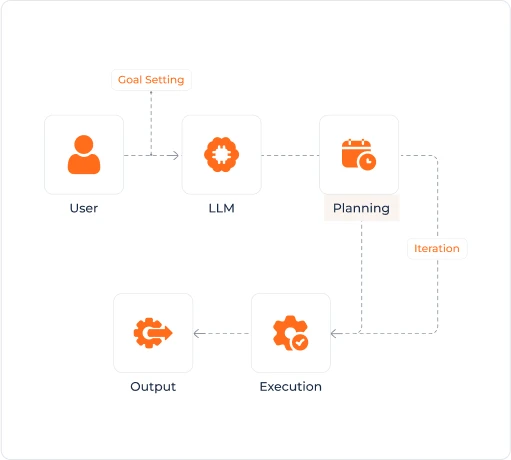 Goal Setting
User
LLM
Planning
Iteration
Output
Execution